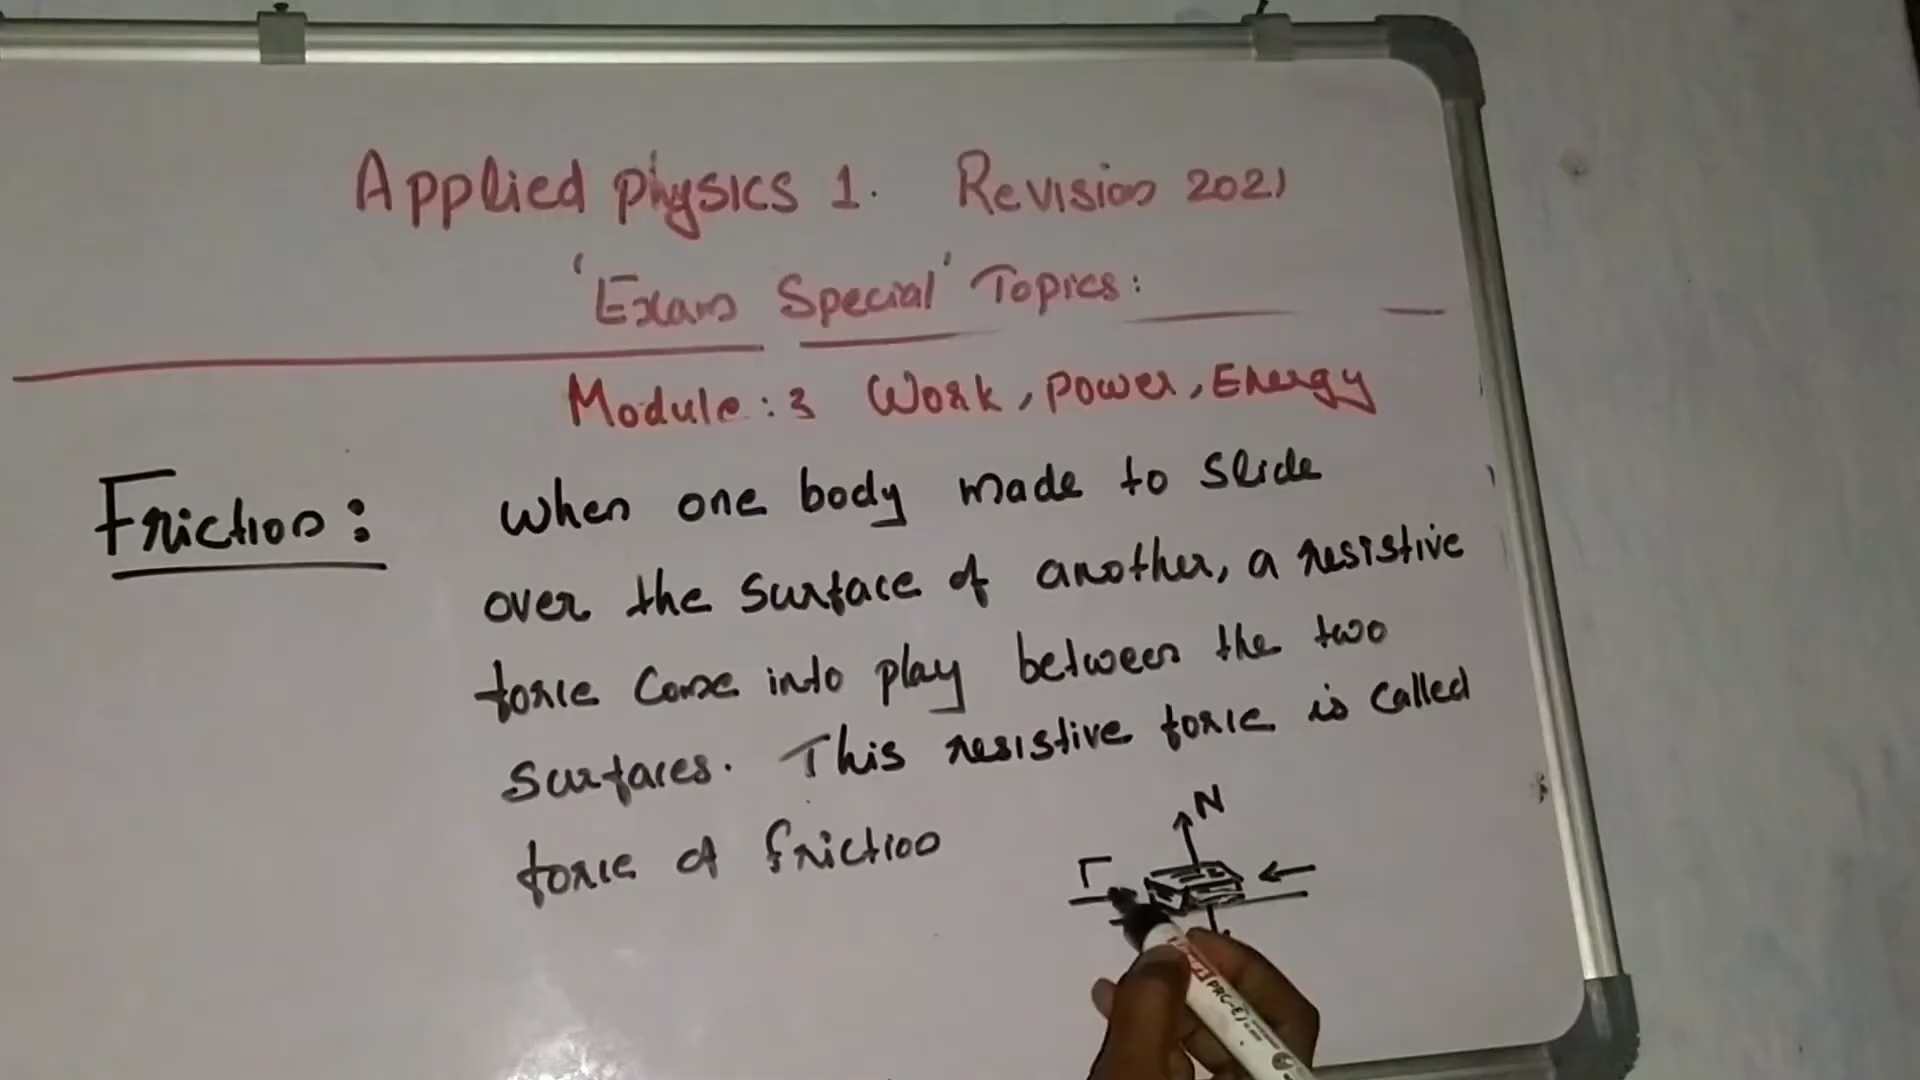 Applied Physics 1. Revision 2021
'Exam Special' Topics:
Module: 3 Work, Power, Energy
Friction: When one body made to slide
over the surface of another, a resistive
force come into play between the two
surfaces. This resistive force is called
force of friction
N